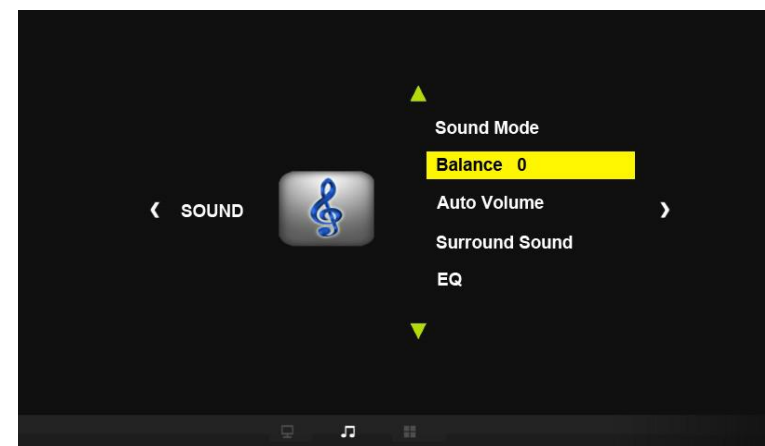 SOUND
Sound Mode
Balance 0
Auto Volume
Surround Sound
EQ